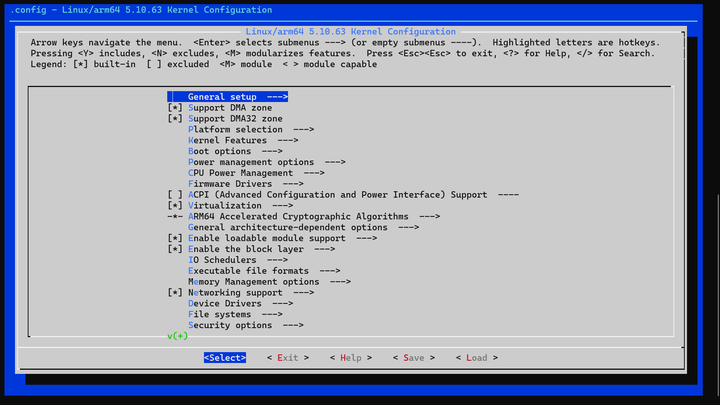 .config - Linux/arm64 5.10.63 Kernel Configuration
Linux/arm64 5.10.63 Kernel Configuration
Arrow keys navigate the menu.  <Enter> selects submenus ---> (or empty submenus ----).  Highlighted letters are hotkeys.
Pressing <Y> includes, <N> excludes, <M> modularizes features.  Press <Esc><Esc> to exit, <?> for Help, </> for Search.
Legend: [*] built-in  [ ] excluded  <M> module  < > module capable
General setup  --->
[*] Support DMA zone
[*] Support DMA32 zone
Platform selection  --->
Kernel Features  --->
Boot options  --->
Power management options  --->
CPU Power Management  --->
Firmware Drivers  --->
[ ] ACPI (Advanced Configuration and Power Interface) Support  ----
[*] Virtualization  --->
-*- ARM64 Accelerated Cryptographic Algorithms  --->
General architecture-dependent options  --->
[*] Enable loadable module support  --->
[*] Enable the block layer  --->
IO Schedulers  --->
Executable file formats  --->
Memory Management options  --->
[*] Networking support  --->
Device Drivers  --->
File systems  --->
Security options  --->
v(+)
<Select>    < Exit >    < Help >    < Save >    < Load >